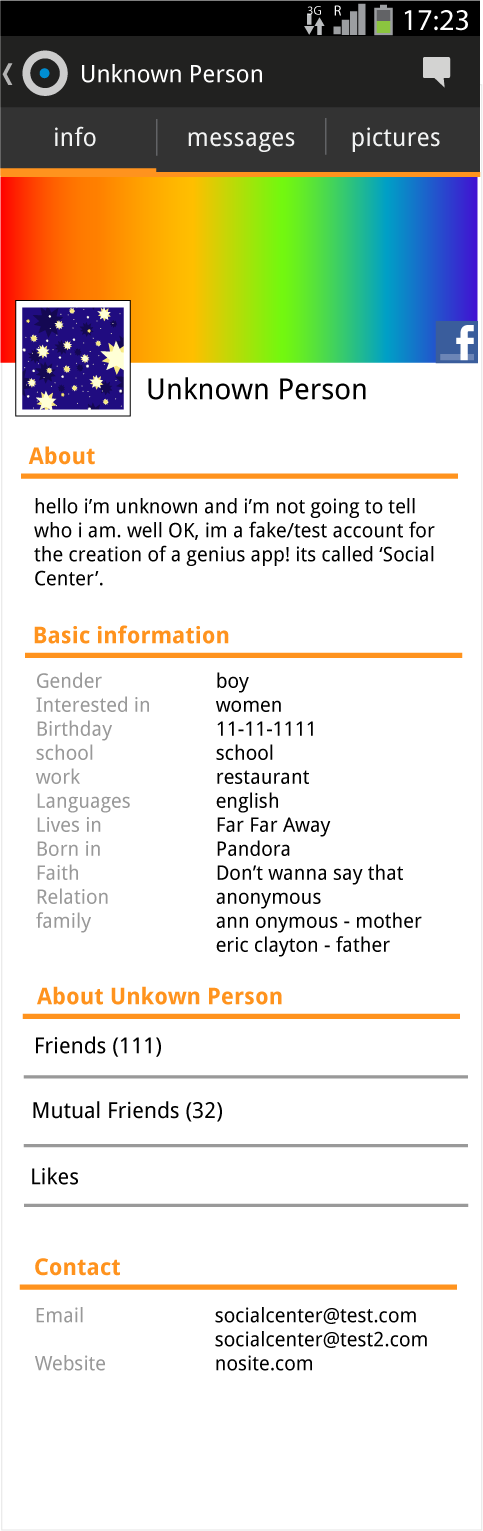 3G R 17:23
Unknown Person
info messages pictures
f
Unknown Person
About
hello i’m unknown and i’m not going to tell
who i am. well OK, im a fake/test account for
the creation of a genius app! its called ‘Social
Center’.
Basic information
Gender boy
Interested in women
Birthday 11-11-1111
school school
work restaurant
Languages english
Lives in Far Far Away
Born in Pandora
Faith Don’t wanna say that
Relation anonymous
family ann onymous - mother
eric clayton - father
About Unkown Person
Friends (111)
Mutual Friends (32)
Likes
Contact
Email socialcenter@test.com
socialcenter@test2.com
Website nosite.com